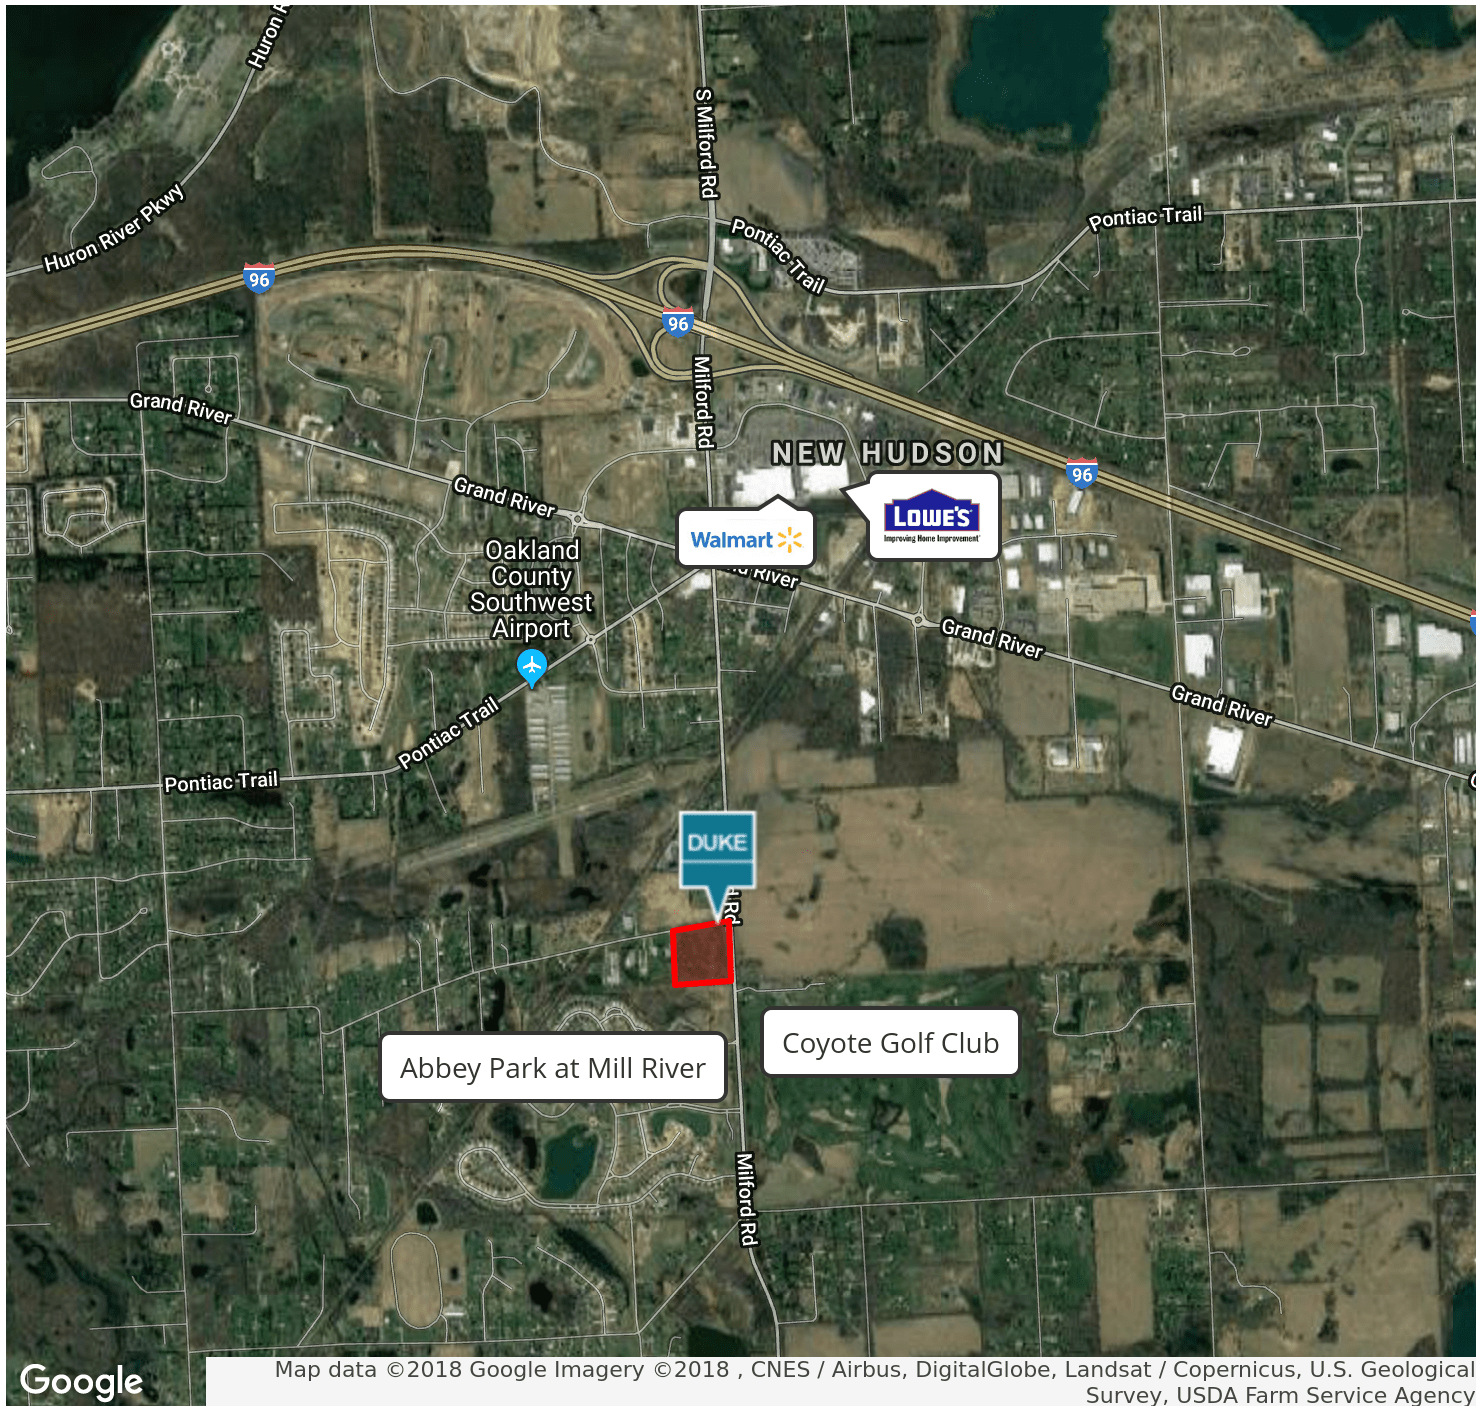 Huron R
S Milford Rd
Huron River Pkwy
Pontiac Trail
Pontiac Trail
96
96
Milford Rd
Grand River
NEW HUDSON
96
Grand River
LOWE'S
Improving Home Improvement
Walmart
Oakland
County
Southwest
Airport
River
Grand River
Grand River
Pontiac Trail
Pontiac Trail
DUKE
Rd
Coyote Golf Club
Abbey Park at Mill River
Milford Rd
Google
Map data ©2018 Google Imagery ©2018 , CNES / Airbus, DigitalGlobe, Landsat / Copernicus, U.S. Geological
Survey, USDA Farm Service Agency